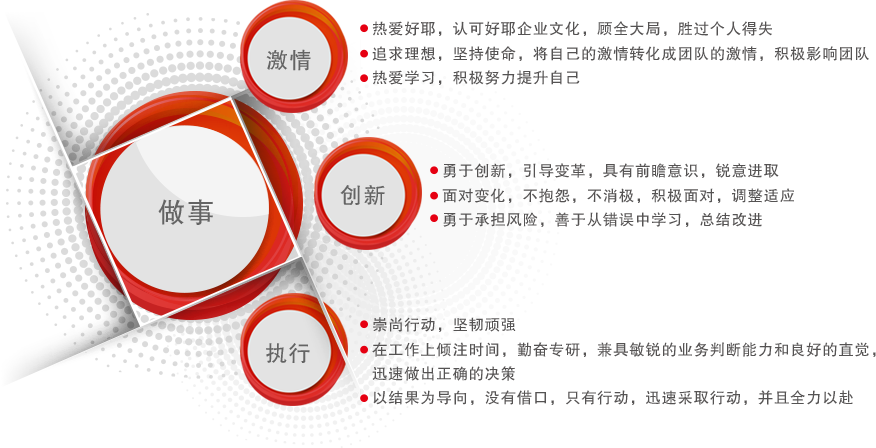 激情
热爱好耶，认可好耶企业文化，顾全大局，胜过个人得失
追求理想，坚持使命，将自己的激情转化成团队的激情，积极影响团队
热爱学习，积极努力提升自己
做事
创新
勇于创新，引导变革，具有前瞻意识，锐意进取
面对变化，不抱怨，不消极，积极面对，调整适应
勇于承担风险，善于从错误中学习，总结改进
执行
崇尚行动，坚韧顽强
在工作上倾注时间，勤奋专研，兼具敏锐的业务判断能力和良好的直觉，
迅速做出正确的决策
以结果为导向，没有借口，只有行动，迅速采取行动，并且全力以赴